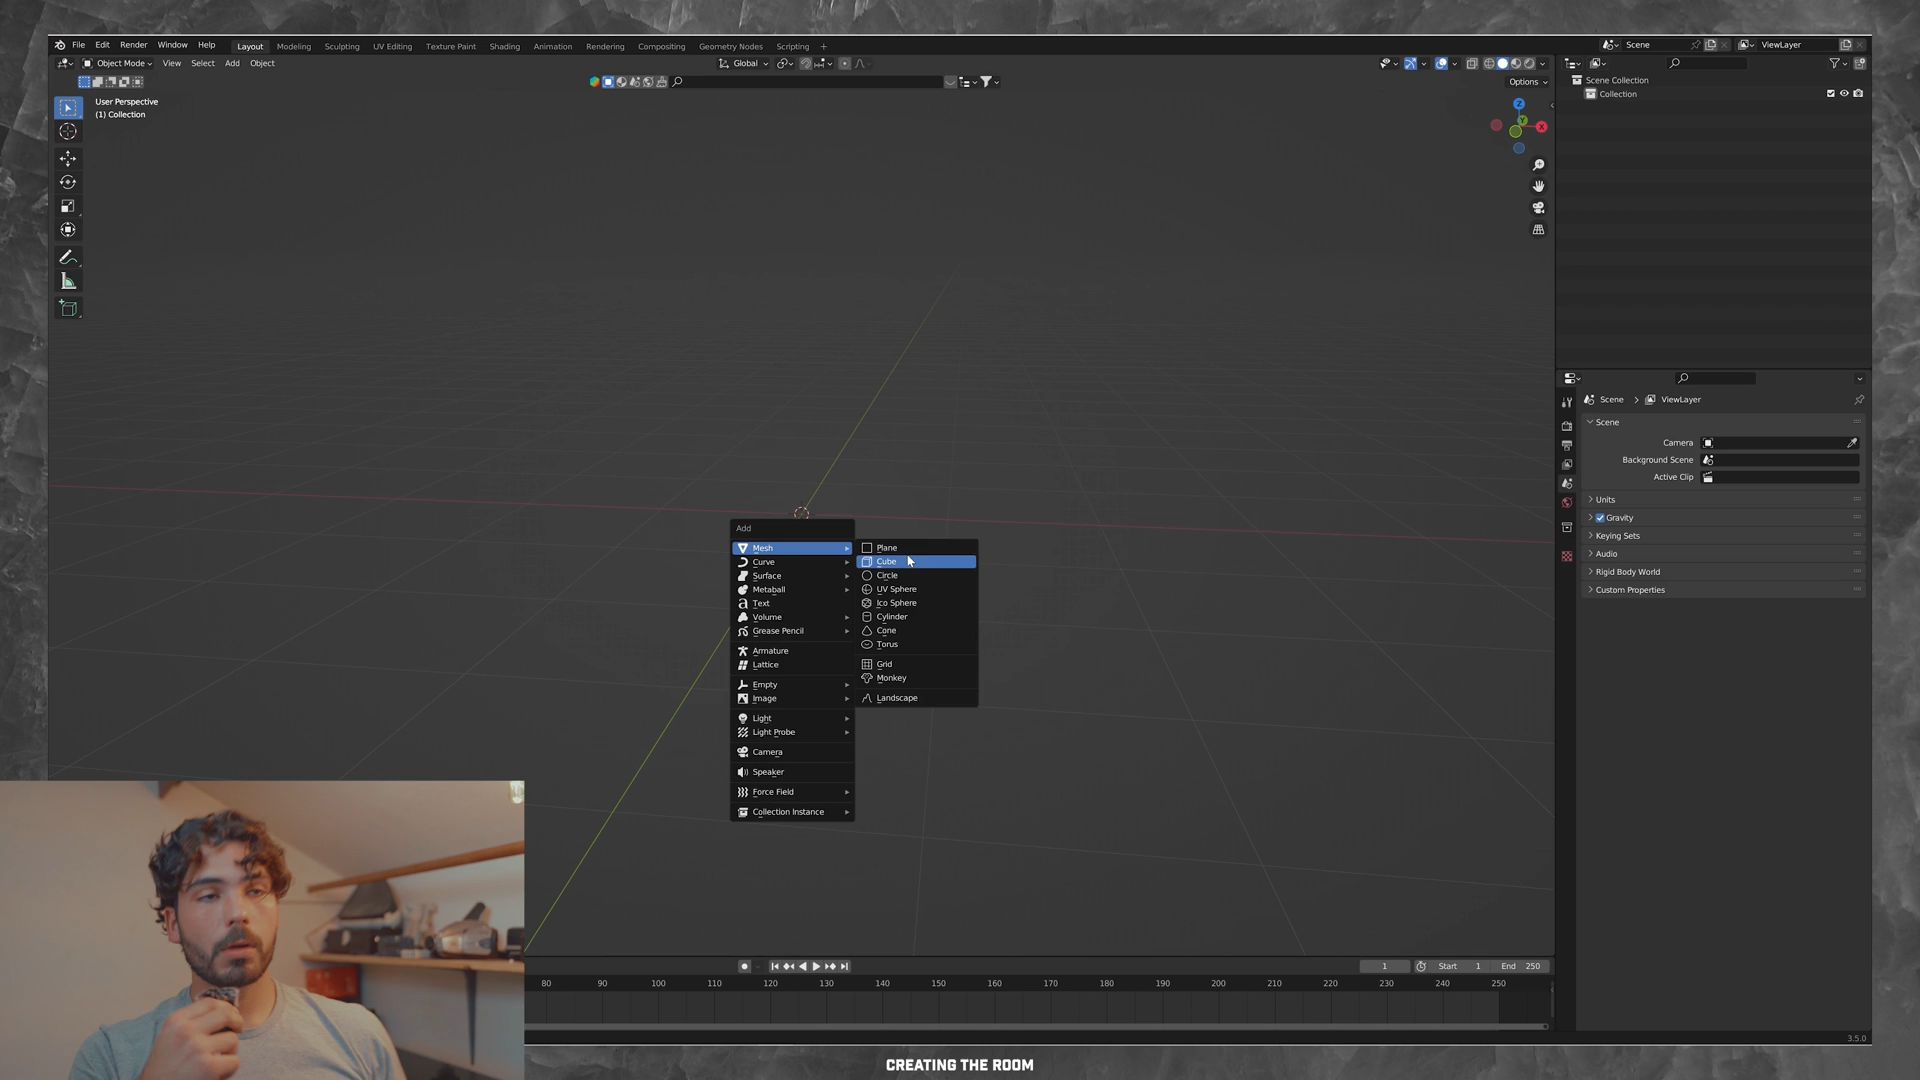 File Edit Render Window Help Layout Modeling Sculpting UV Editing Texture Paint Shading Animation Rendering Compositing Geometry Nodes Scripting + Scene ViewLayer
Object Mode View Select Add Object Global
Options
User Perspective
(1) Collection
Z
Y
X
Scene Collection
Collection
Scene > ViewLayer
Scene
Camera
Background Scene
Active Clip
Units
Gravity
Keying Sets
Audio
Rigid Body World
Custom Properties
Add
Mesh
Curve
Surface
Metaball
Text
Volume
Grease Pencil
Armature
Lattice
Empty
Image
Light
Light Probe
Camera
Speaker
Force Field
Collection Instance
Plane
Cube
Circle
UV Sphere
Ico Sphere
Cylinder
Cone
Torus
Grid
Monkey
Landscape
1 Start 1 End 250
80 90 100 110 120 130 140 150 160 170 180 190 200 210 220 230 240 250
3.5.0
CREATING THE ROOM